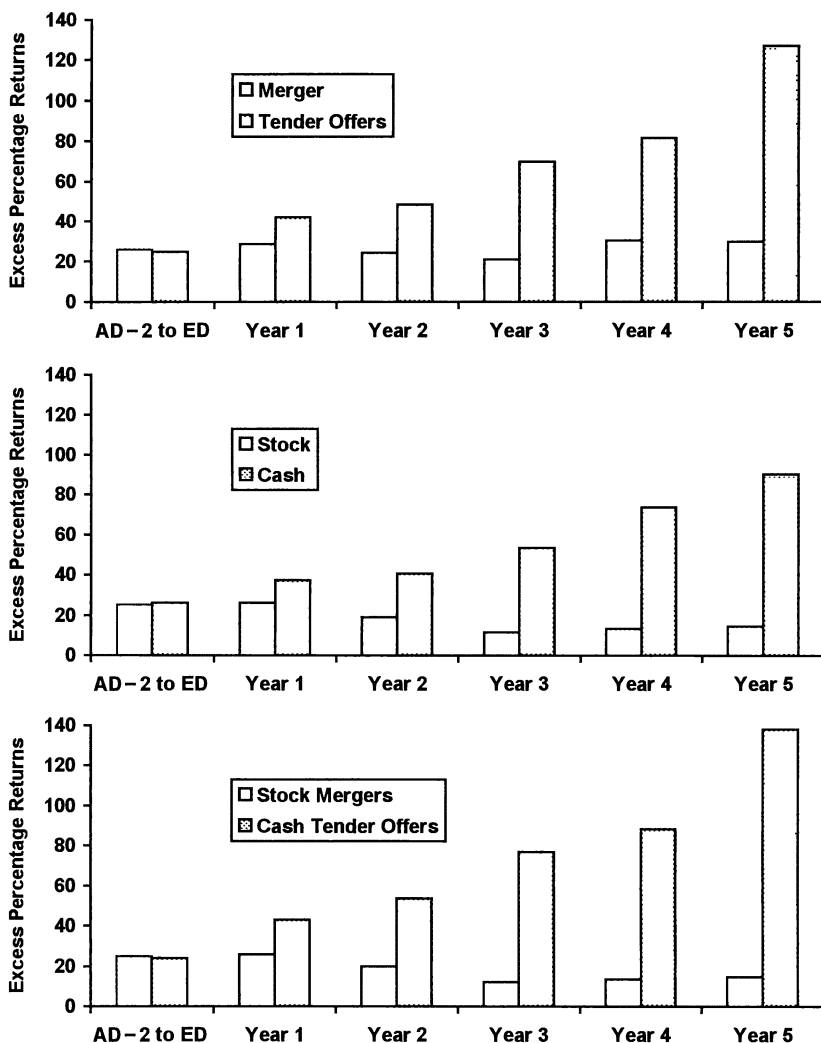 Excess Percentage Returns
140
120
100
80
60
40
20
0
Merger
Tender Offers
AD – 2 to ED Year 1 Year 2 Year 3 Year 4 Year 5
Excess Percentage Returns
140
120
100
80
60
40
20
0
Stock
Cash
AD – 2 to ED Year 1 Year 2 Year 3 Year 4 Year 5
Excess Percentage Returns
140
120
100
80
60
40
20
0
Stock Mergers
Cash Tender Offers
AD – 2 to ED Year 1 Year 2 Year 3 Year 4 Year 5